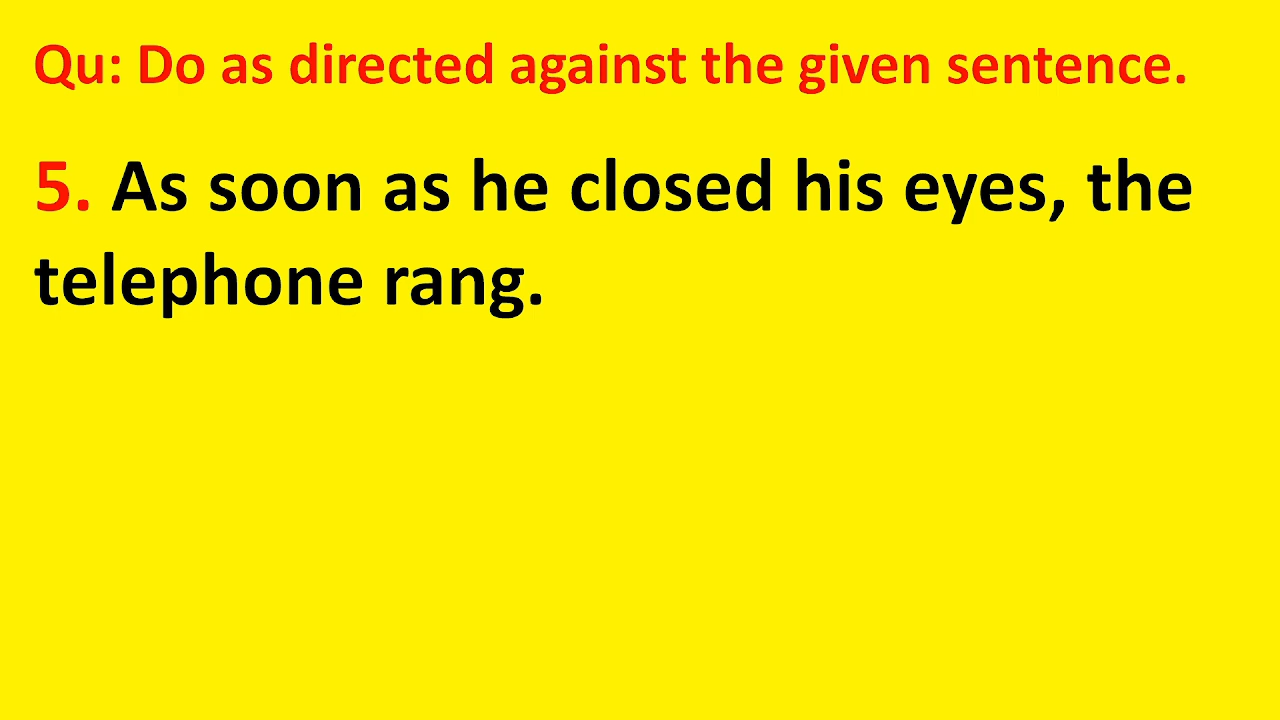 Qu: Do as directed against the given sentence.
5. As soon as he closed his eyes, the
telephone rang.